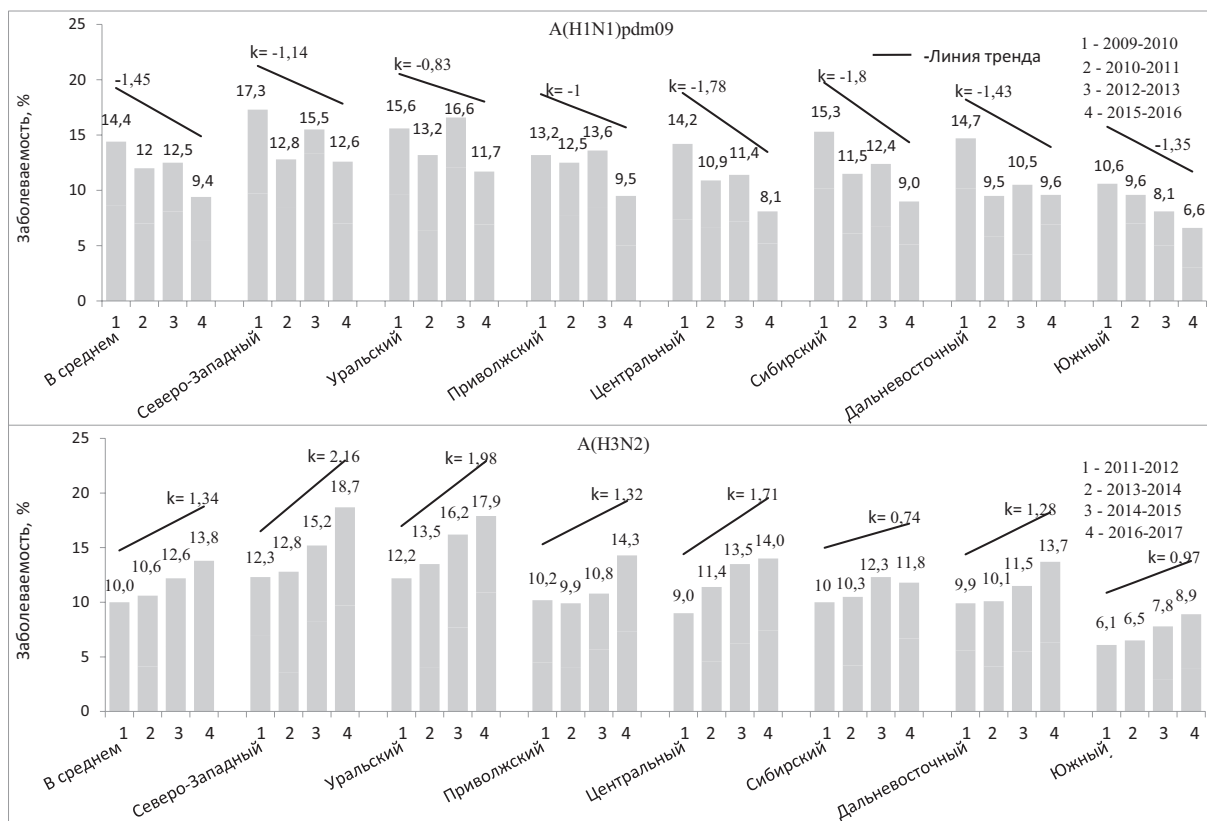 A(H1N1)pdm09
Заболеваемость, %
25
20
15
10
5
0
-Линия тренда
1 - 2009-2010
2 - 2010-2011
3 - 2012-2013
4 - 2015-2016
-1,45
k= -1,14
k= -0,83
k= -1
k= -1,78
k= -1,8
k= -1,43
-1,35
14,4 12 12,5 9,4
17,3 12,8 15,5 12,6
15,6 13,2 16,6 11,7
13,2 12,5 13,6 9,5
14,2 10,9 11,4 8,1
15,3 11,5 12,4 9,0
14,7 9,5 10,5 9,6
10,6 9,6 8,1 6,6
1 2 3 4 1 2 3 4 1 2 3 4 1 2 3 4 1 2 3 4 1 2 3 4 1 2 3 4 1 2 3 4
В среднем
Северо-Западный
Уральский
Приволжский
Центральный
Сибирский
Дальневосточный
Южный
A(H3N2)
Заболеваемость, %
25
20
15
10
5
0
1 - 2011-2012
2 - 2013-2014
3 - 2014-2015
4 - 2016-2017
k= 1,34
k= 2,16
k= 1,98
k= 1,32
k= 1,71
k= 0,74
k= 1,28
k= 0,97
10,0 10,6 12,6 13,8
12,3 12,8 15,2 18,7
12,2 13,5 16,2 17,9
10,2 9,9 10,8 14,3
9,0 11,4 13,5 14,0
10 10,3 12,3 11,8
9,9 10,1 11,5 13,7
6,1 6,5 7,8 8,9
1 2 3 4 1 2 3 4 1 2 3 4 1 2 3 4 1 2 3 4 1 2 3 4 1 2 3 4 1 2 3 4
В среднем
Северо-Западный
Уральский
Приволжский
Центральный
Сибирский
Дальневосточный
Южный